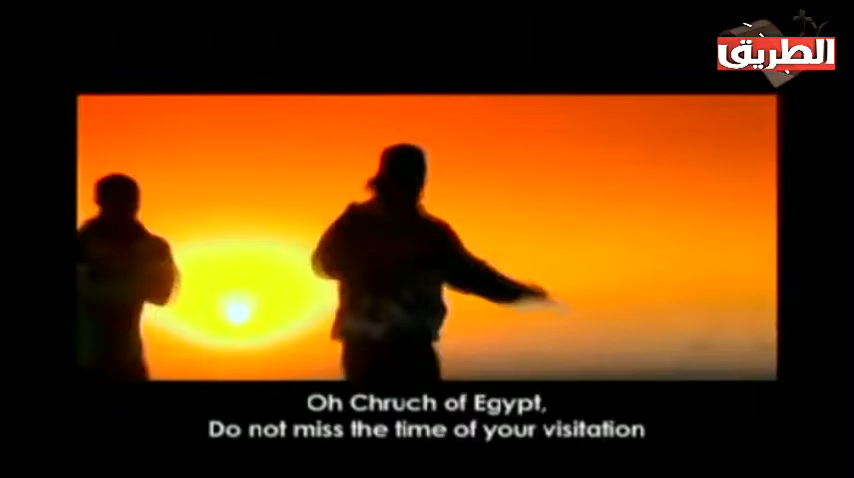 الطريق
Oh Chruch of Egypt,
Do not miss the time of your visitation